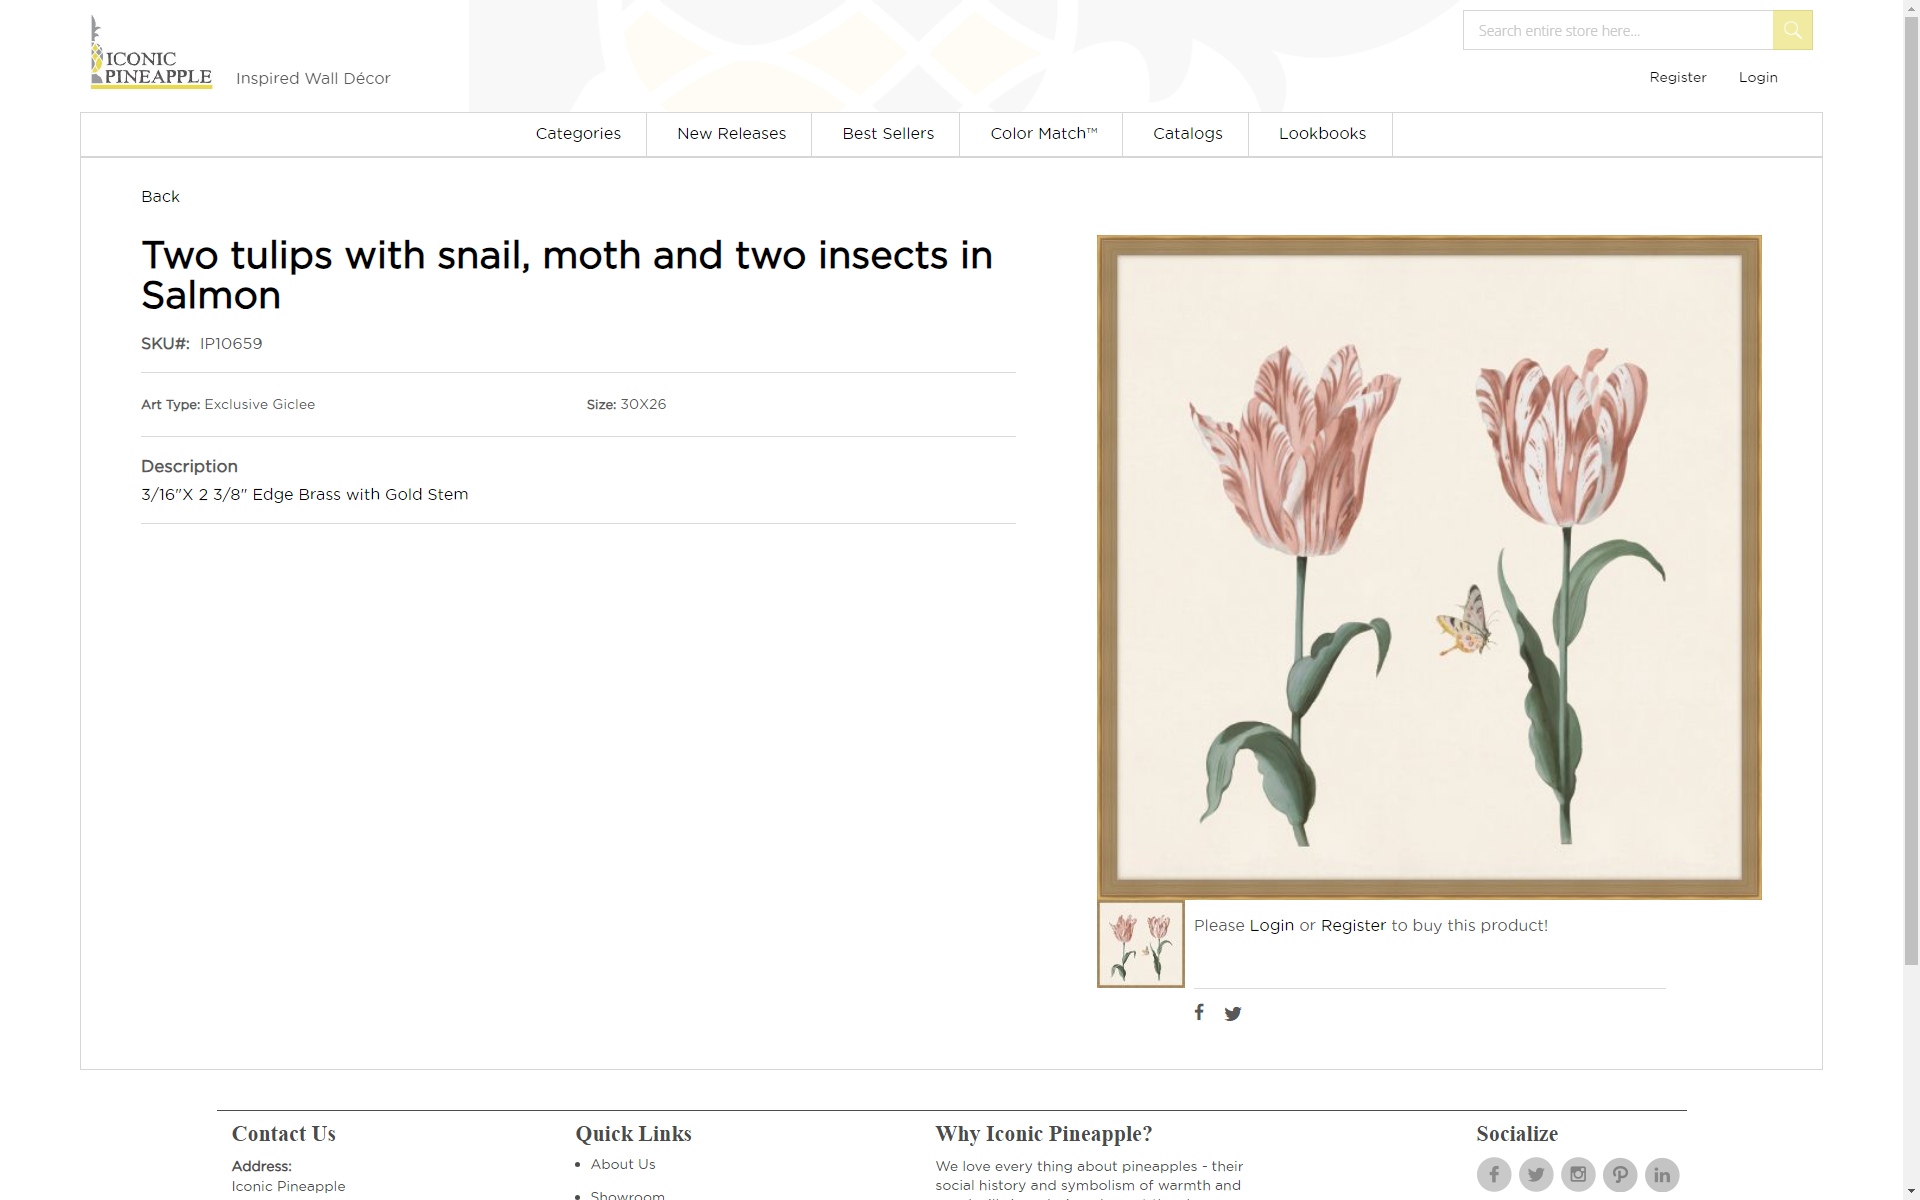 ICONIC
PINEAPPLE
Inspired Wall Décor
Search entire store here...
Register
Login
Categories
New Releases
Best Sellers
Color Match™
Catalogs
Lookbooks
Back
Two tulips with snail, moth and two insects in
Salmon
SKU#: IP10659
Art Type: Exclusive Giclee
Size: 30X26
Description
3/16"X 2 3/8" Edge Brass with Gold Stem
Please Login or Register to buy this product!
Contact Us
Address:
Iconic Pineapple
Quick Links
About Us
Showroom
Why Iconic Pineapple?
We love every thing about pineapples - their
social history and symbolism of warmth and
Socialize